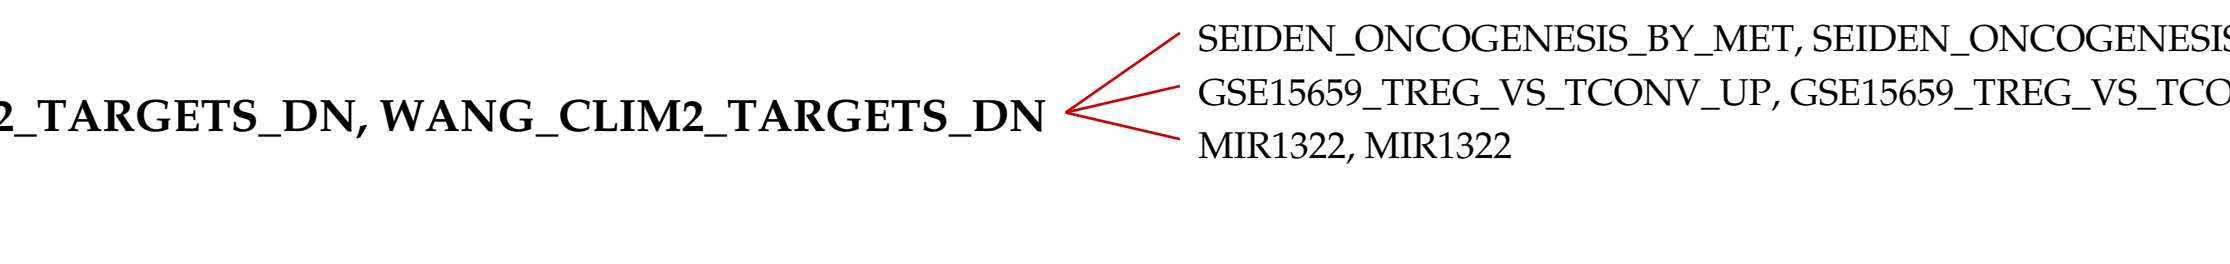 SEIDEN_ONCOGENESIS_BY_MET, SEIDEN_ONCOGENESIS
GSE15659_TREG_VS_TCONV_UP, GSE15659_TREG_VS_TCO
2_TARGETS_DN, WANG_CLIM2_TARGETS_DN
MIR1322, MIR1322